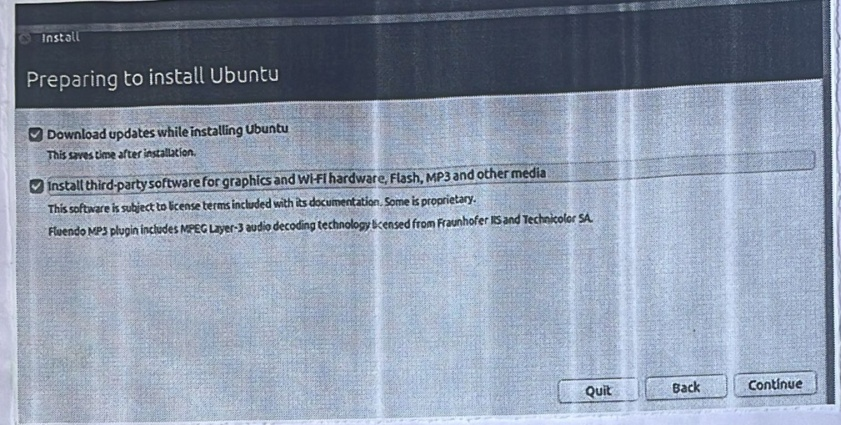 Install
Preparing to install Ubuntu
Download updates while installing Ubuntu
This saves time after installation.
Install third-party software for graphics and Wi-Fi hardware, Flash, MP3 and other media
This software is subject to license terms included with its documentation. Some is proprietary.
Fluendo MP3 plugin includes MPEG Layer-3 audio decoding technology licensed from Fraunhofer IIS and Technicolor SA.
Quit
Back
Continue